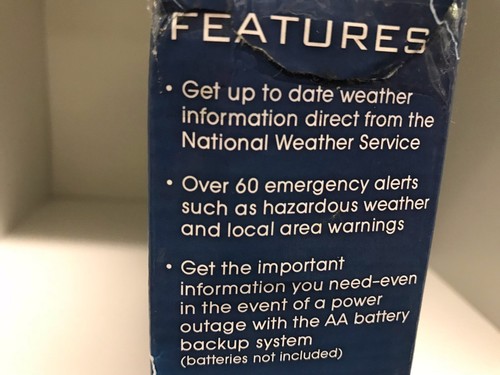 FEATURES
• Get up to date weather
information direct from the
National Weather Service
• Over 60 emergency alerts
such as hazardous weather
and local area warnings
• Get the important
information you need-even
in the event of a power
outage with the AA battery
backup system
(batteries not included)